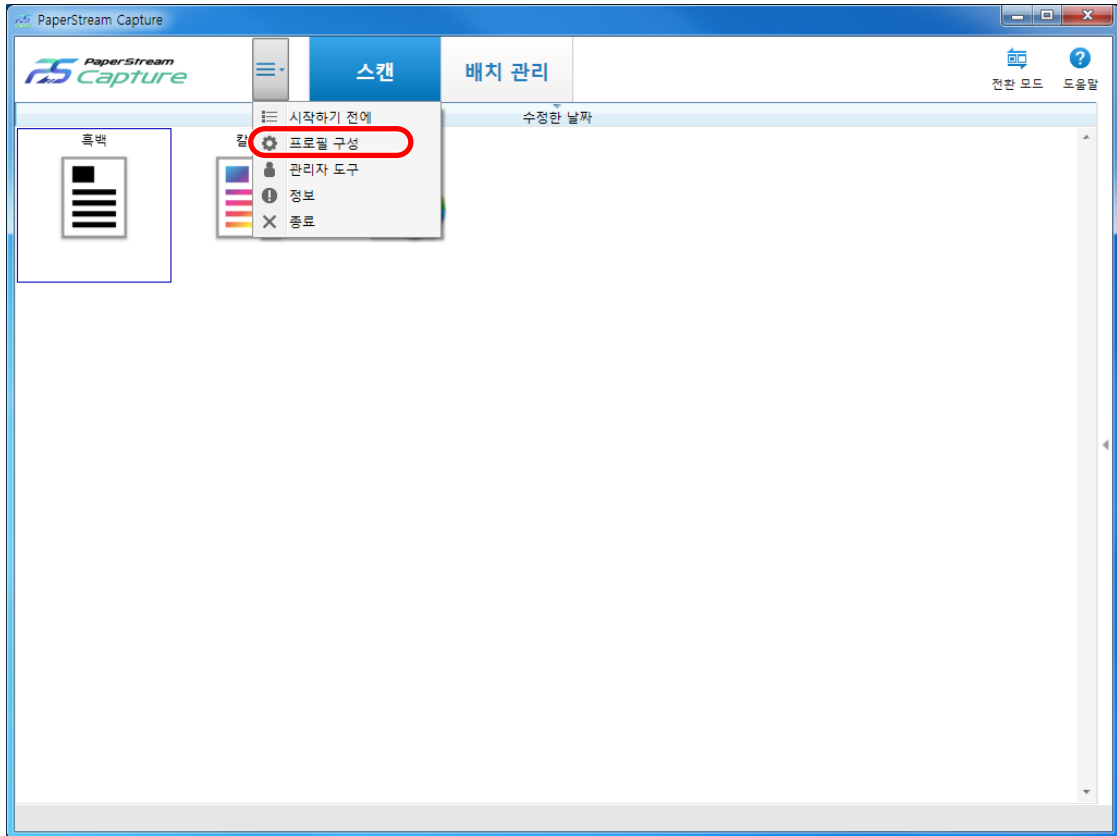 PaperStream Capture
PaperStream
Capture
스캔
배치 관리
전환 모드
도움말
수정한 날짜
시작하기 전에
프로필 구성
관리자 도구
정보
종료
흑백
칼